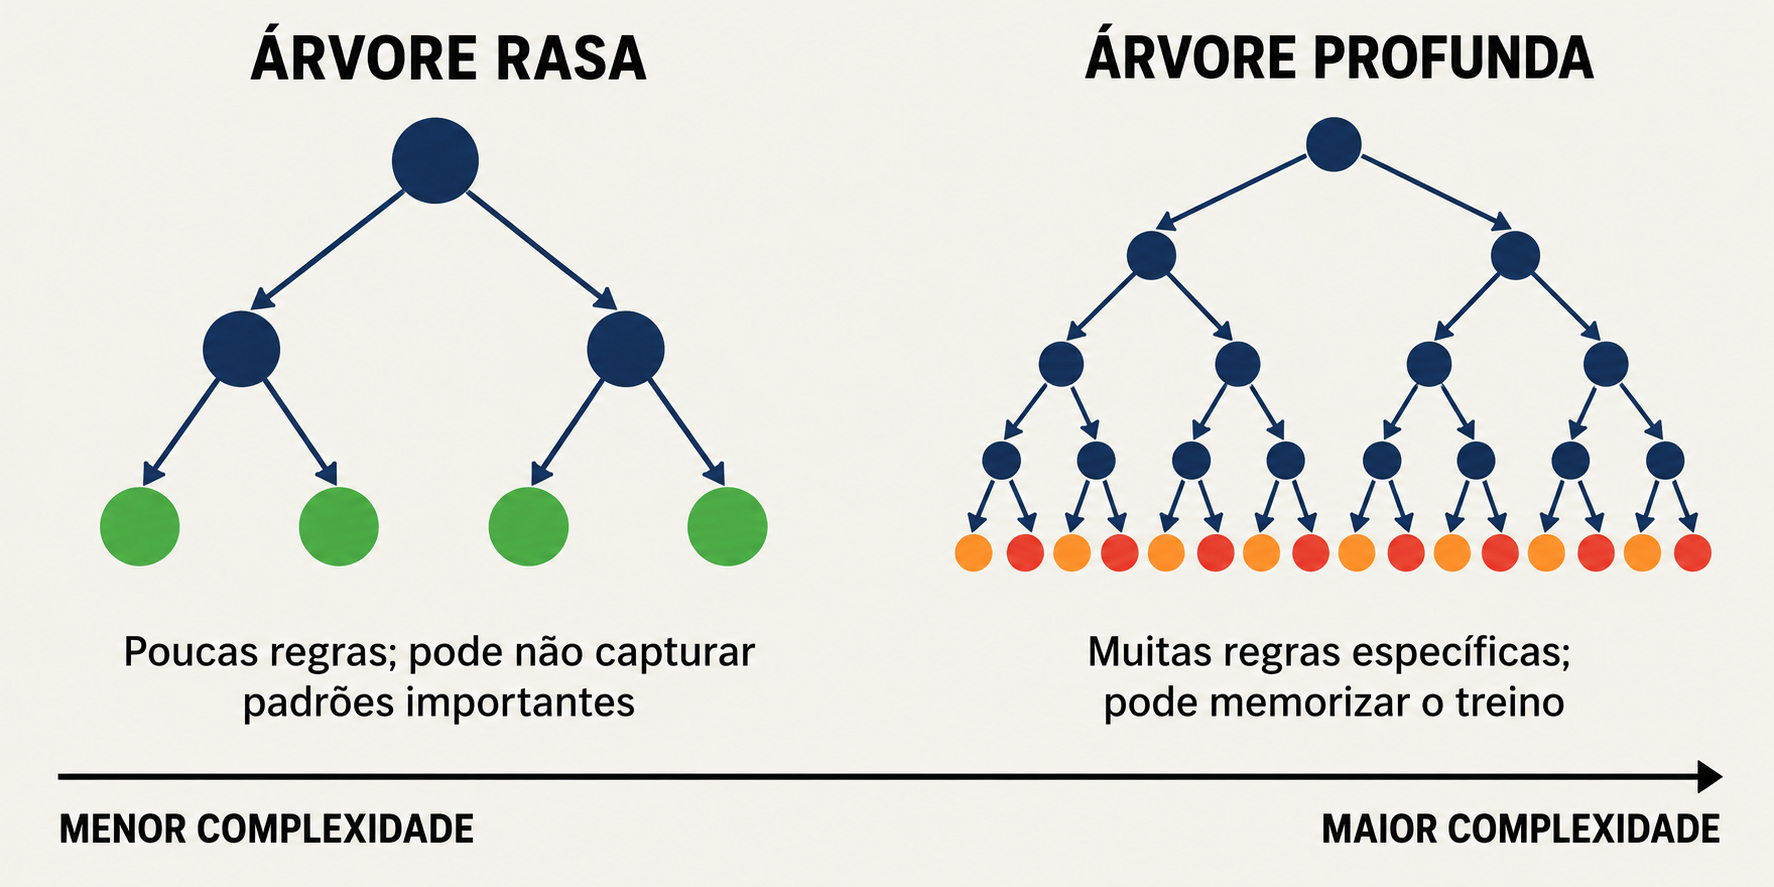 ÁRVORE RASA
Poucas regras; pode não capturar
padrões importantes
ÁRVORE PROFUNDA
Muitas regras específicas;
pode memorizar o treino
MENOR COMPLEXIDADE
MAIOR COMPLEXIDADE